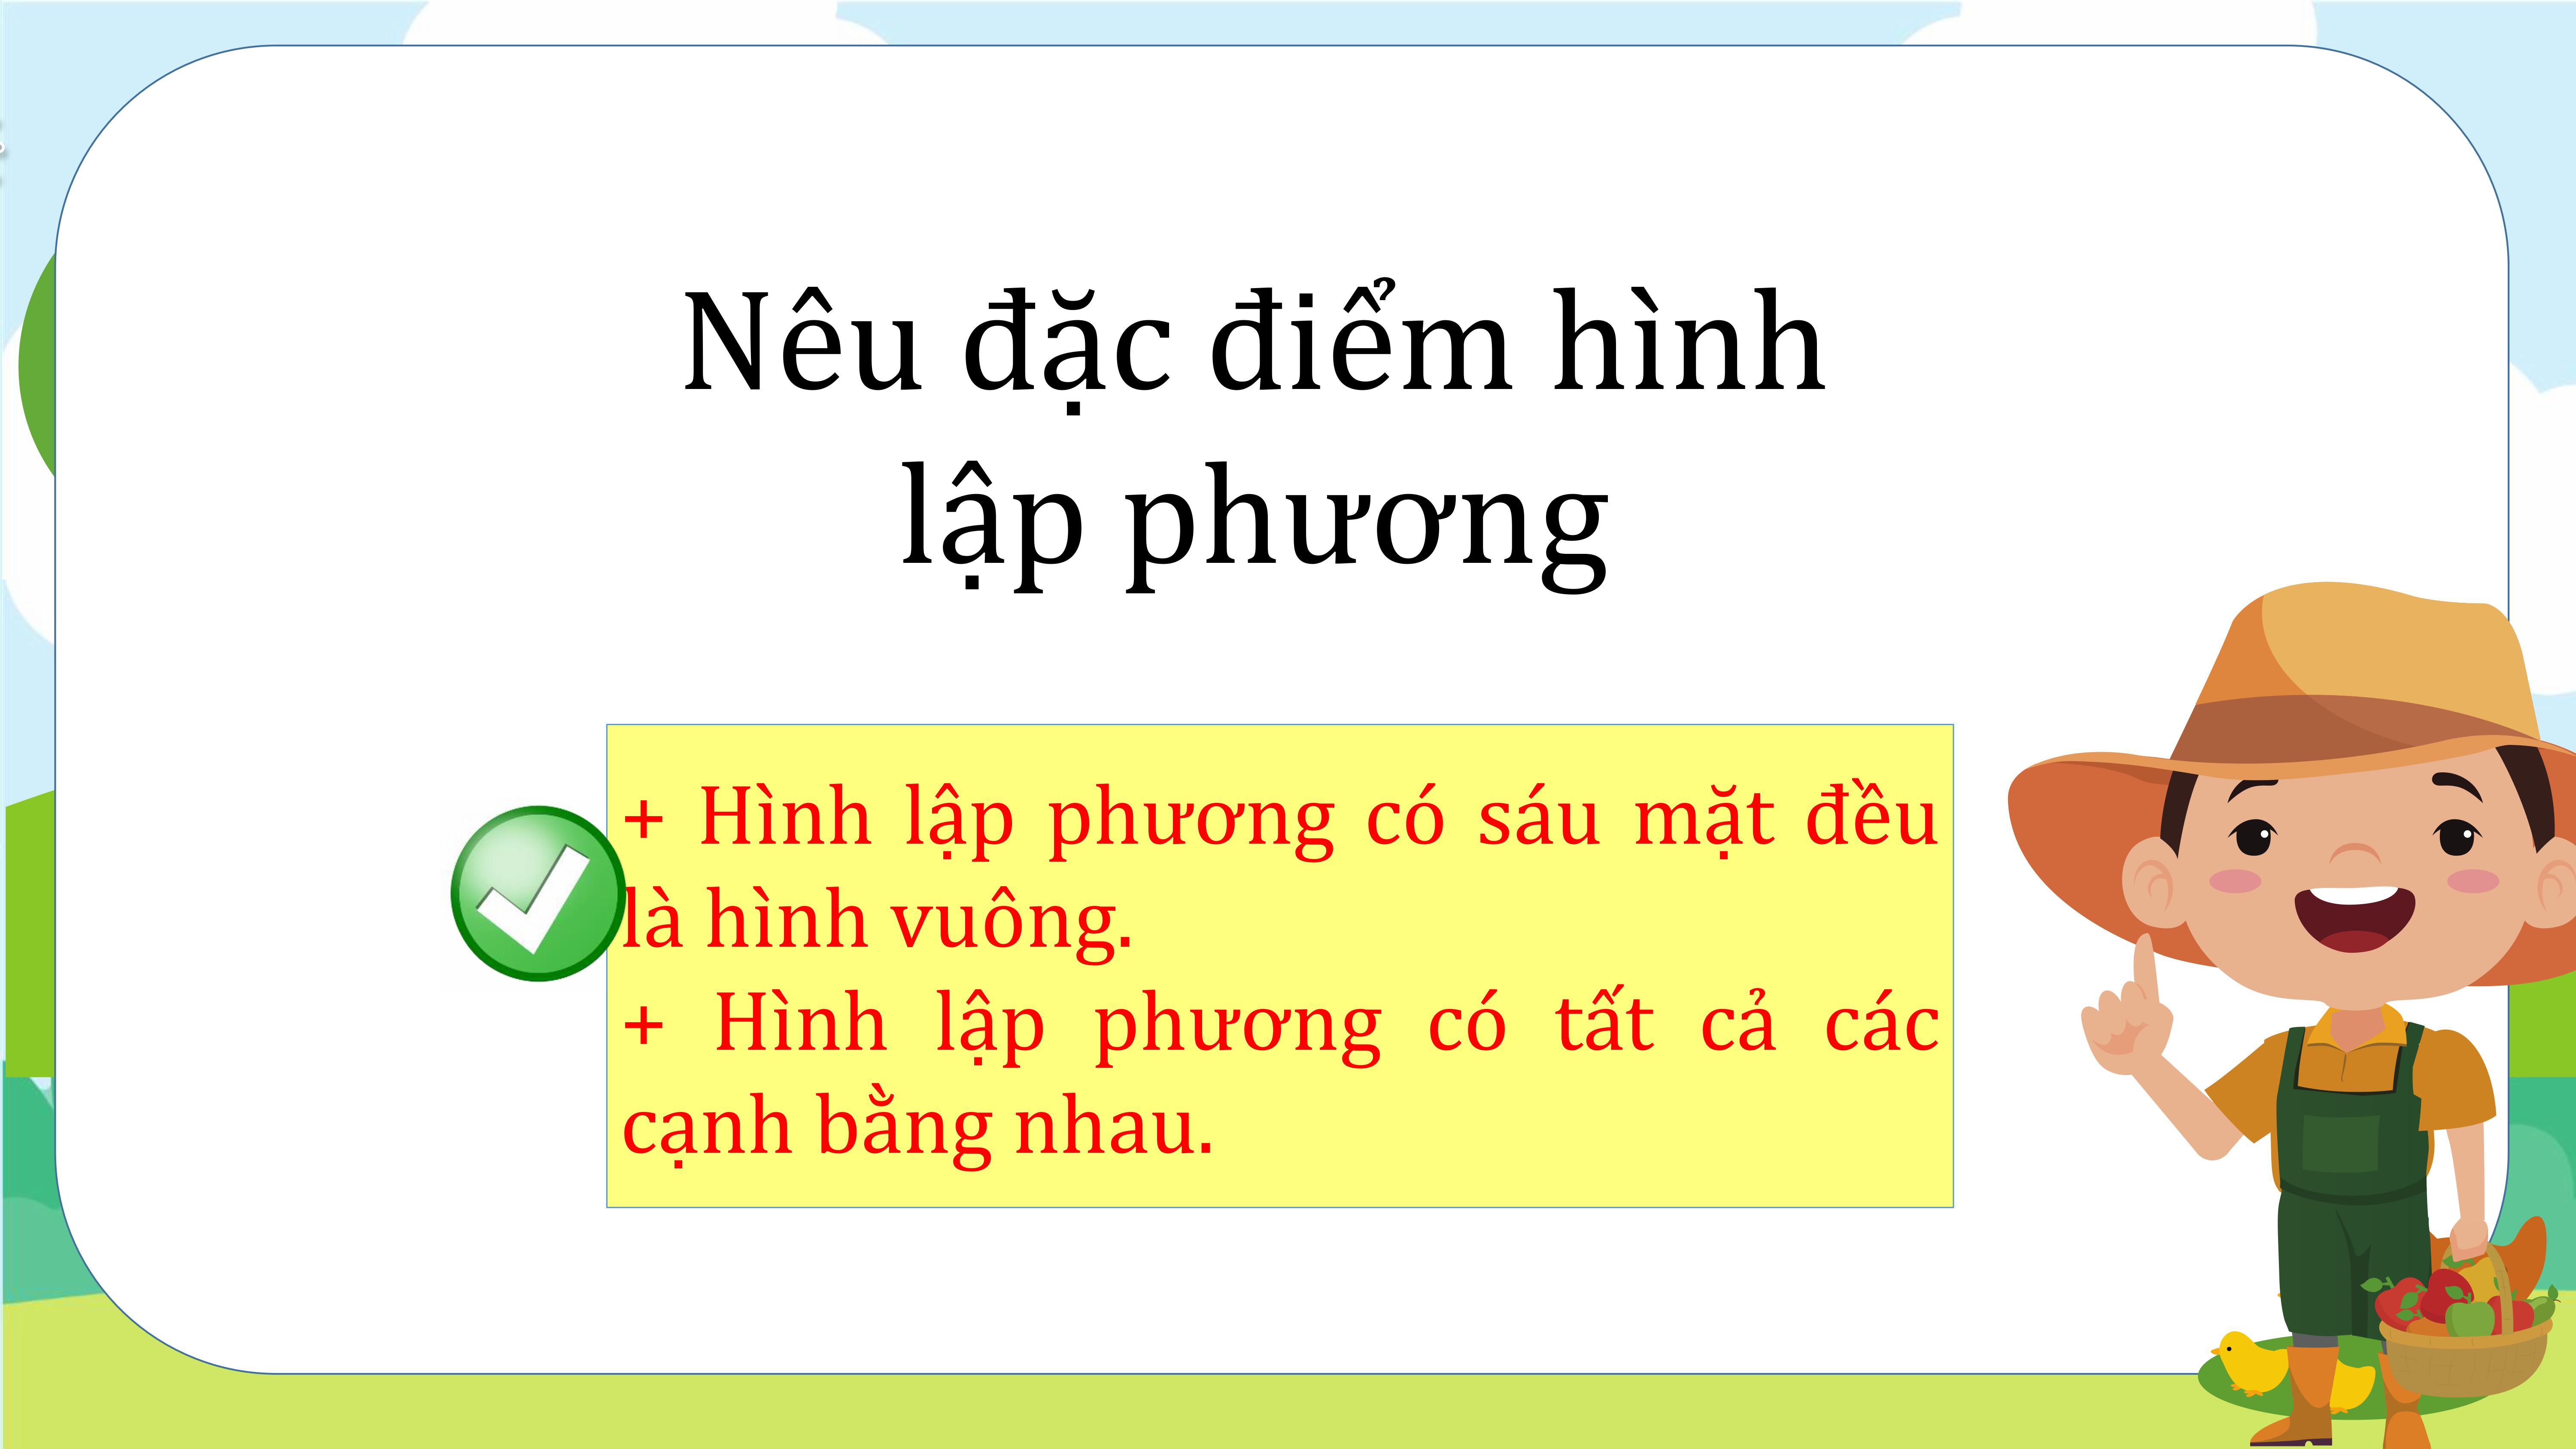 Nêu đặc điểm hình
lập phương
+ Hình lập phương có sáu mặt đều
là hình vuông.
+ Hình lập phương có tất cả các
cạnh bằng nhau.